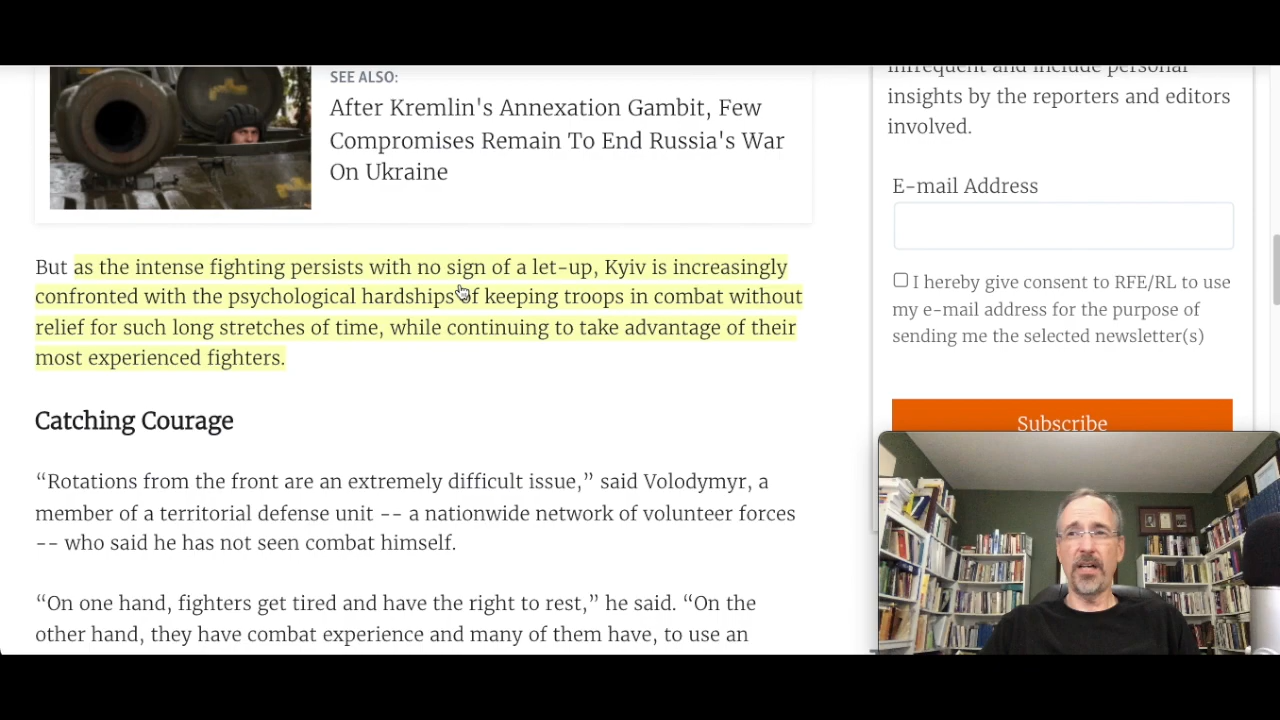 SEE ALSO:
After Kremlin's Annexation Gambit, Few
Compromises Remain To End Russia's War
On Ukraine
But as the intense fighting persists with no sign of a let-up, Kyiv is increasingly
confronted with the psychological hardships of keeping troops in combat without
relief for such long stretches of time, while continuing to take advantage of their
most experienced fighters.
Catching Courage
“Rotations from the front are an extremely difficult issue,” said Volodymyr, a
member of a territorial defense unit -- a nationwide network of volunteer forces
-- who said he has not seen combat himself.
“On one hand, fighters get tired and have the right to rest,” he said. “On the
other hand, they have combat experience and many of them have, to use an
infrequent and include personal
insights by the reporters and editors
involved.
E-mail Address
I hereby give consent to RFE/RL to use
my e-mail address for the purpose of
sending me the selected newsletter(s)
Subscribe